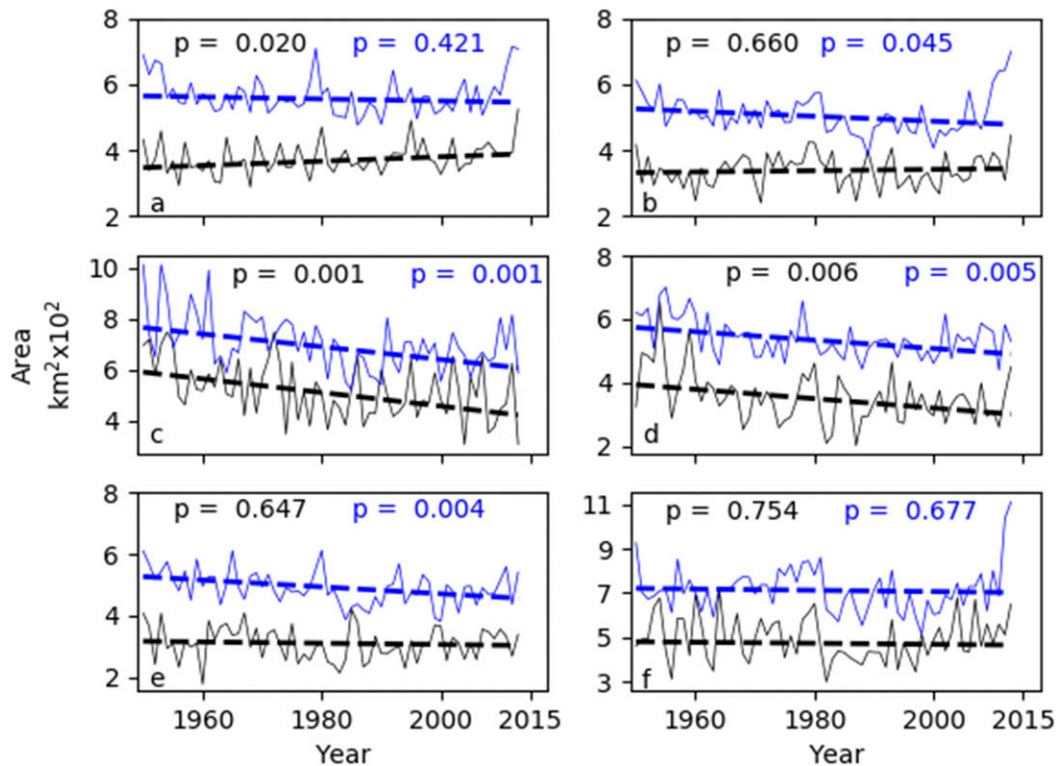 8
6
4
2
p = 0.020 p = 0.421
a
8
6
4
2
p = 0.660 p = 0.045
b
Area
km²x10²
10
8
6
4
p = 0.001 p = 0.001
c
8
6
4
2
p = 0.006 p = 0.005
d
8
6
4
2
p = 0.647 p = 0.004
e
1960 1980 2000 2015
Year
11
9
7
5
3
p = 0.754 p = 0.677
f
1960 1980 2000 2015
Year